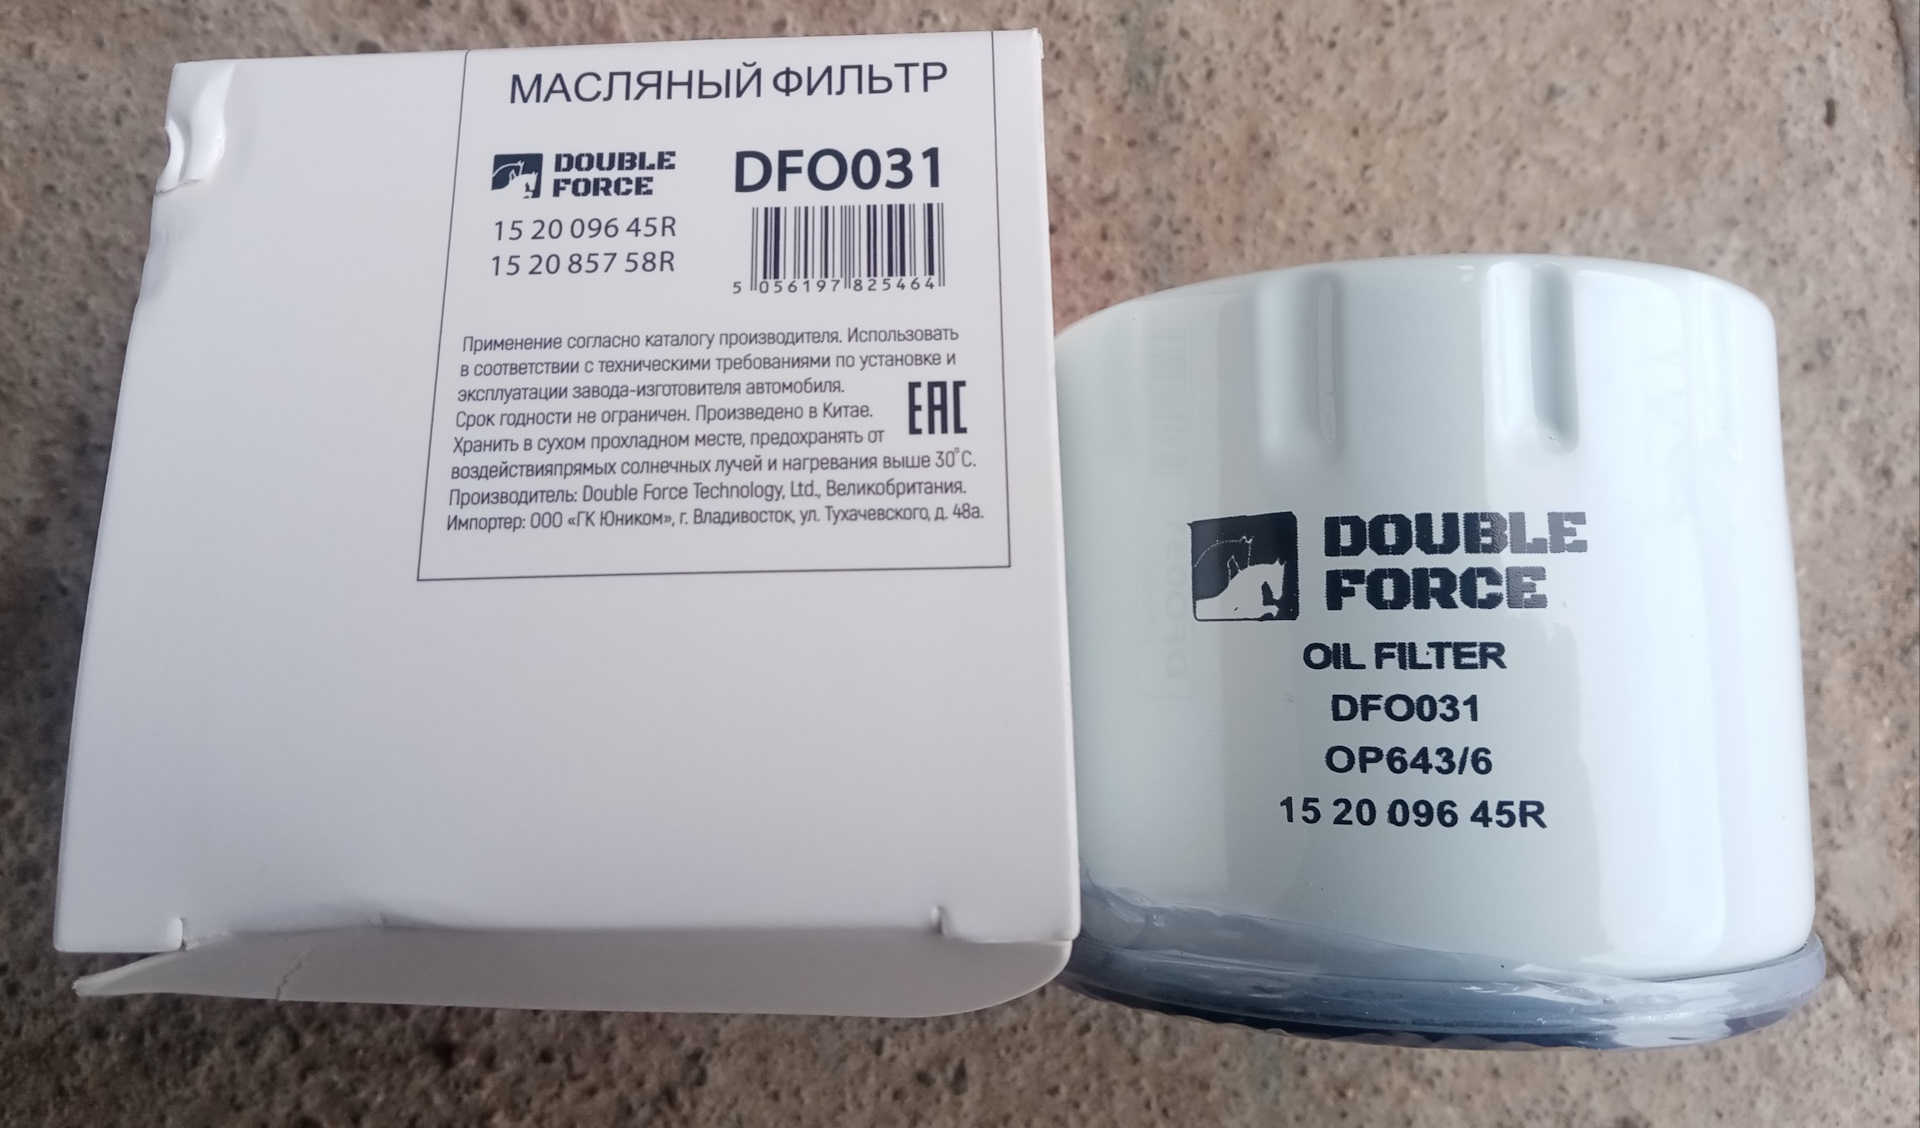 МАСЛЯНЫЙ ФИЛЬТР
DOUBLE
FORCE
DFO031
15 20 096 45R
15 20 857 58R
5 056197 825464
Применение согласно каталогу производителя. Использовать
в соответствии с техническими требованиями по установке и
эксплуатации завода-изготовителя автомобиля.
Срок годности не ограничен. Произведено в Китае.
Хранить в сухом прохладном месте, предохранять от
воздействияпрямых солнечных лучей и нагревания выше 30°С.
Производитель: Double Force Technology, Ltd., Великобритания.
Импортер: ООО «ГК Юником», г. Владивосток, ул. Тухачевского, д. 48а.
EAC
DOUBLE
FORCE
OIL FILTER
DFO031
OP643/6
15 20 096 45R